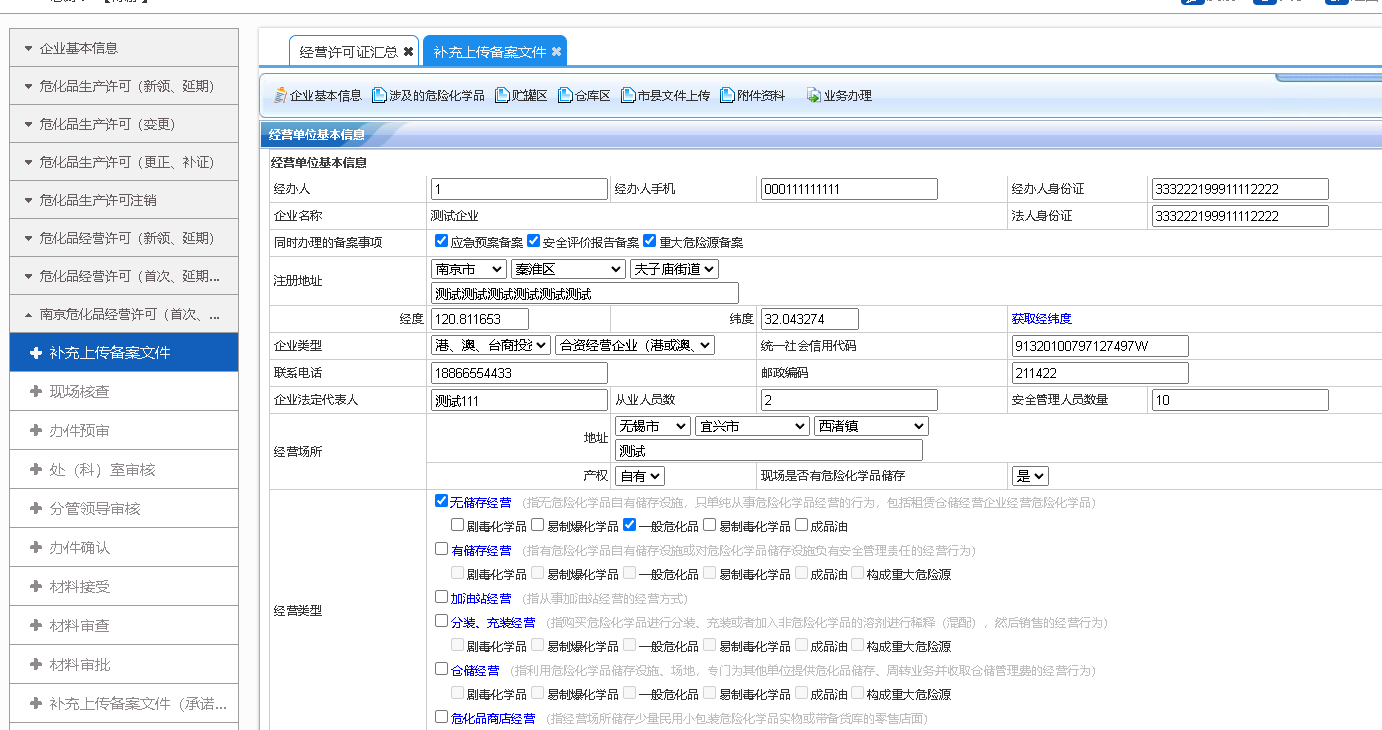 企业基本信息
危化品生产许可（新领、延期）
危化品生产许可（变更）
危化品生产许可（更正、补证）
危化品生产许可注销
危化品经营许可（新领、延期）
危化品经营许可（首次、延期...
南京危化品经营许可（首次、...
补充上传备案文件
现场核查
办件预审
处（科）室审核
分管领导审核
办件确认
材料接受
材料审查
材料审批
补充上传备案文件（承诺...
经营许可证汇总 补充上传备案文件
企业基本信息 涉及的危险化学品 贮罐区 仓库区 市县文件上传 附件资料 业务办理
经营单位基本信息
经营单位基本信息
经办人 1 经办人手机 000111111111 经办人身份证 333222199911112222
企业名称 测试企业 法人身份证 333222199911112222
同时办理的备案事项 应急预案备案 安全评价报告备案 重大危险源备案
注册地址 南京市 秦淮区 夫子庙街道
测试测试测试测试测试测试
经度 120.811653 纬度 32.043274 获取经纬度
企业类型 港、澳、台商投 合资经营企业（港或澳、 统一社会信用代码 91320100797127497W
联系电话 18866554433 邮政编码 211422
企业法定代表人 测试111 从业人员数 2 安全管理人员数量 10
经营场所 地址 无锡市 宜兴市 西渚镇
测试
产权 自有 现场是否有危险化学品储存 是
经营类型
无储存经营 （指无危险化学品自有储存设施，只单纯从事危险化学品经营的行为，包括租赁仓储经营企业经营危险化学品）
剧毒化学品 易制爆化学品 一般危化品 易制毒化学品 成品油
有储存经营 （指有危险化学品自有储存设施或对危险化学品储存设施负有安全管理责任的经营行为）
剧毒化学品 易制爆化学品 一般危化品 易制毒化学品 成品油 构成重大危险源
加油站经营 （指从事加油站经营的经营方式）
分装、充装经营 （指购买危险化学品进行分装、充装或者加入非危险化学品的溶剂进行稀释（混配），然后销售的经营行为）
剧毒化学品 易制爆化学品 一般危化品 易制毒化学品 成品油 构成重大危险源
仓储经营 （指利用危险化学品储存设施、场地，专门为其他单位提供危化品储存、周转业务并收取仓储管理费的经营行为）
剧毒化学品 易制爆化学品 一般危化品 易制毒化学品 成品油 构成重大危险源
危化品商店经营 （指经营场所储存少量民用小包装危险化学品实物或带备货库的零售店面）